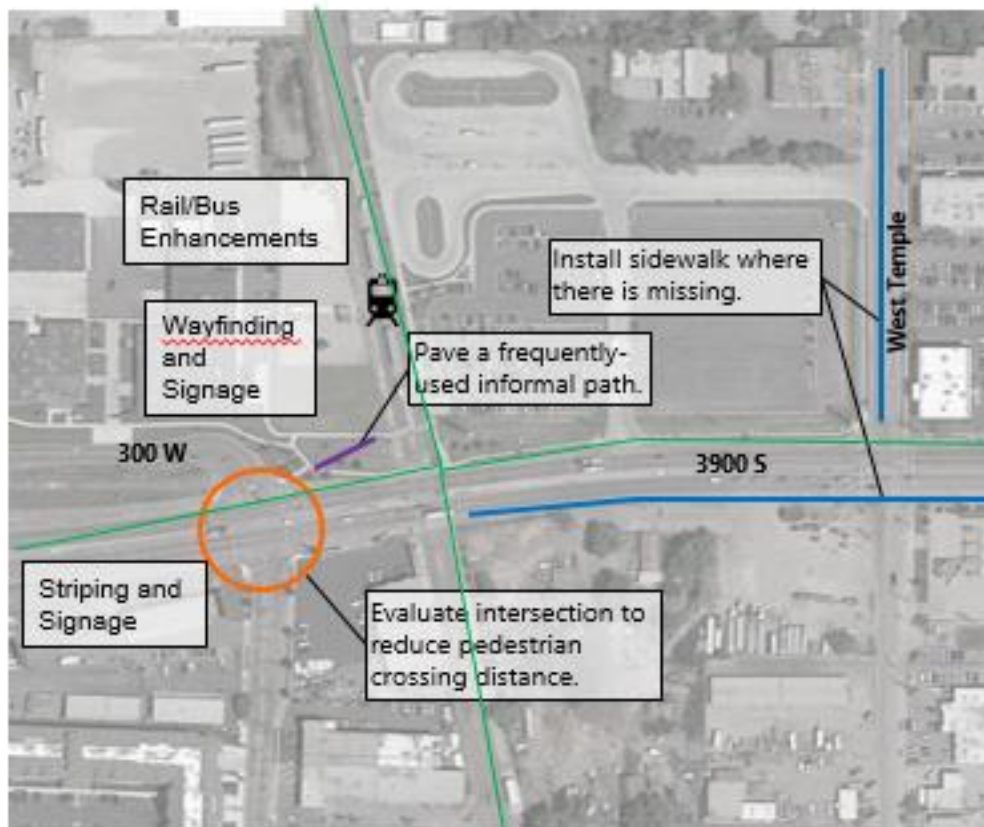 Rail/Bus
Enhancements
Install sidewalk where
there is missing.
West Temple
Wayfinding
and
Signage
Pave a frequently-
used informal path.
300 W
3900 S
Striping and
Signage
Evaluate intersection to
reduce pedestrian
crossing distance.